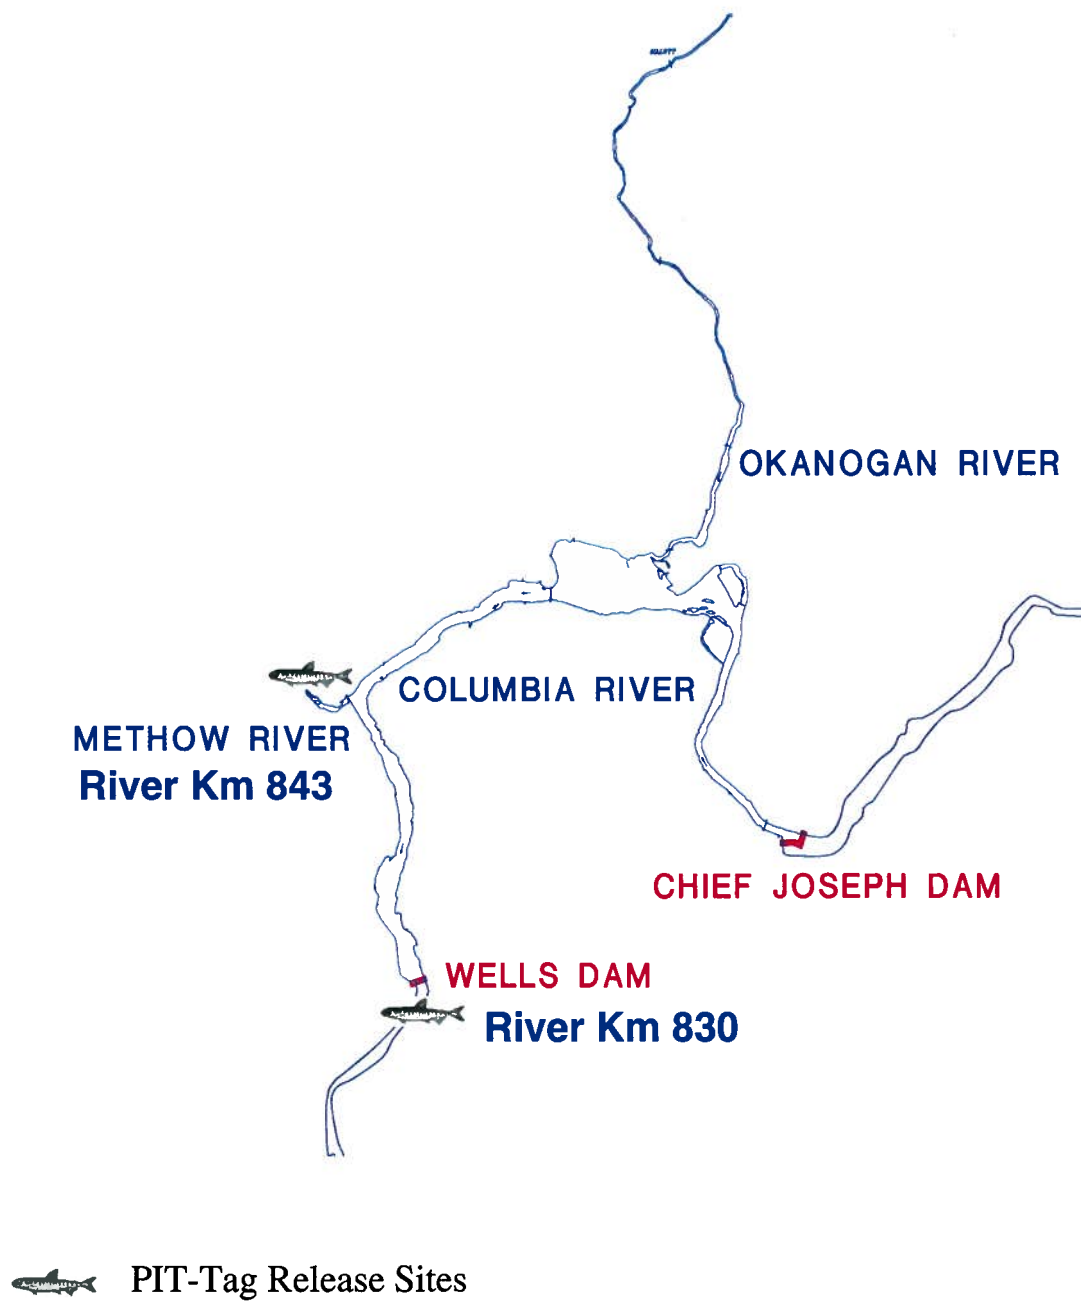 OKANOGAN RIVER
COLUMBIA RIVER
METHOW RIVER
River Km 843
CHIEF JOSEPH DAM
WELLS DAM
River Km 830
PIT-Tag Release Sites